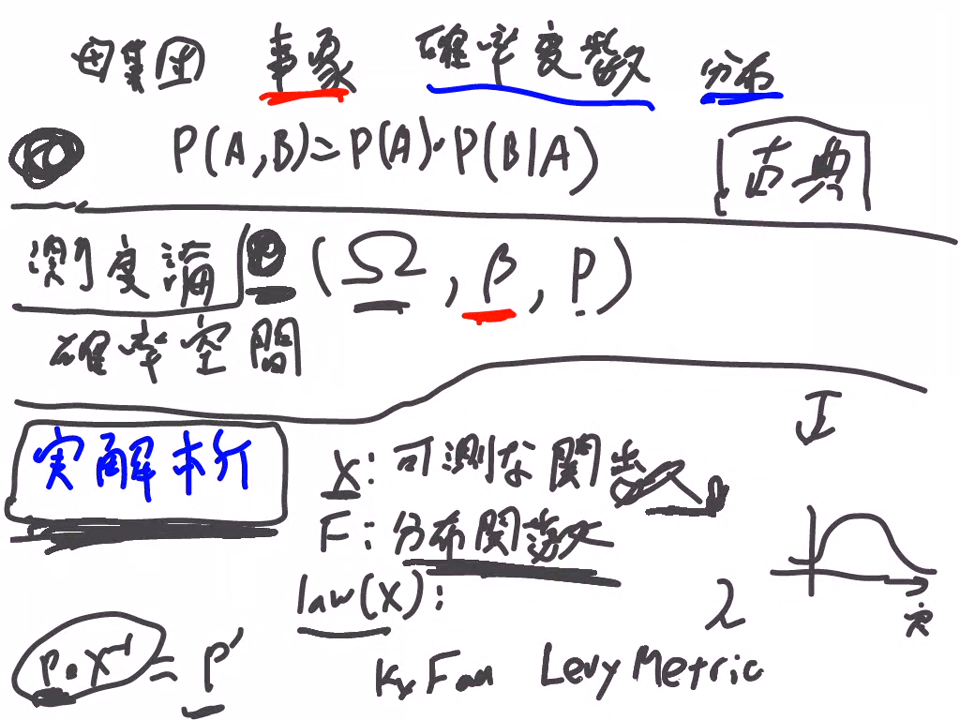 母集団 事象 確率変数 分布
P(A,B)=P(A)・P(B|A) 古典
測度論 (Ω, β, P)
確率空間
実解析
X: 可測な関
F: 分布関数
law(X):
λ
R
P∘X⁻¹ = P′
Ky Fan Levy Metric